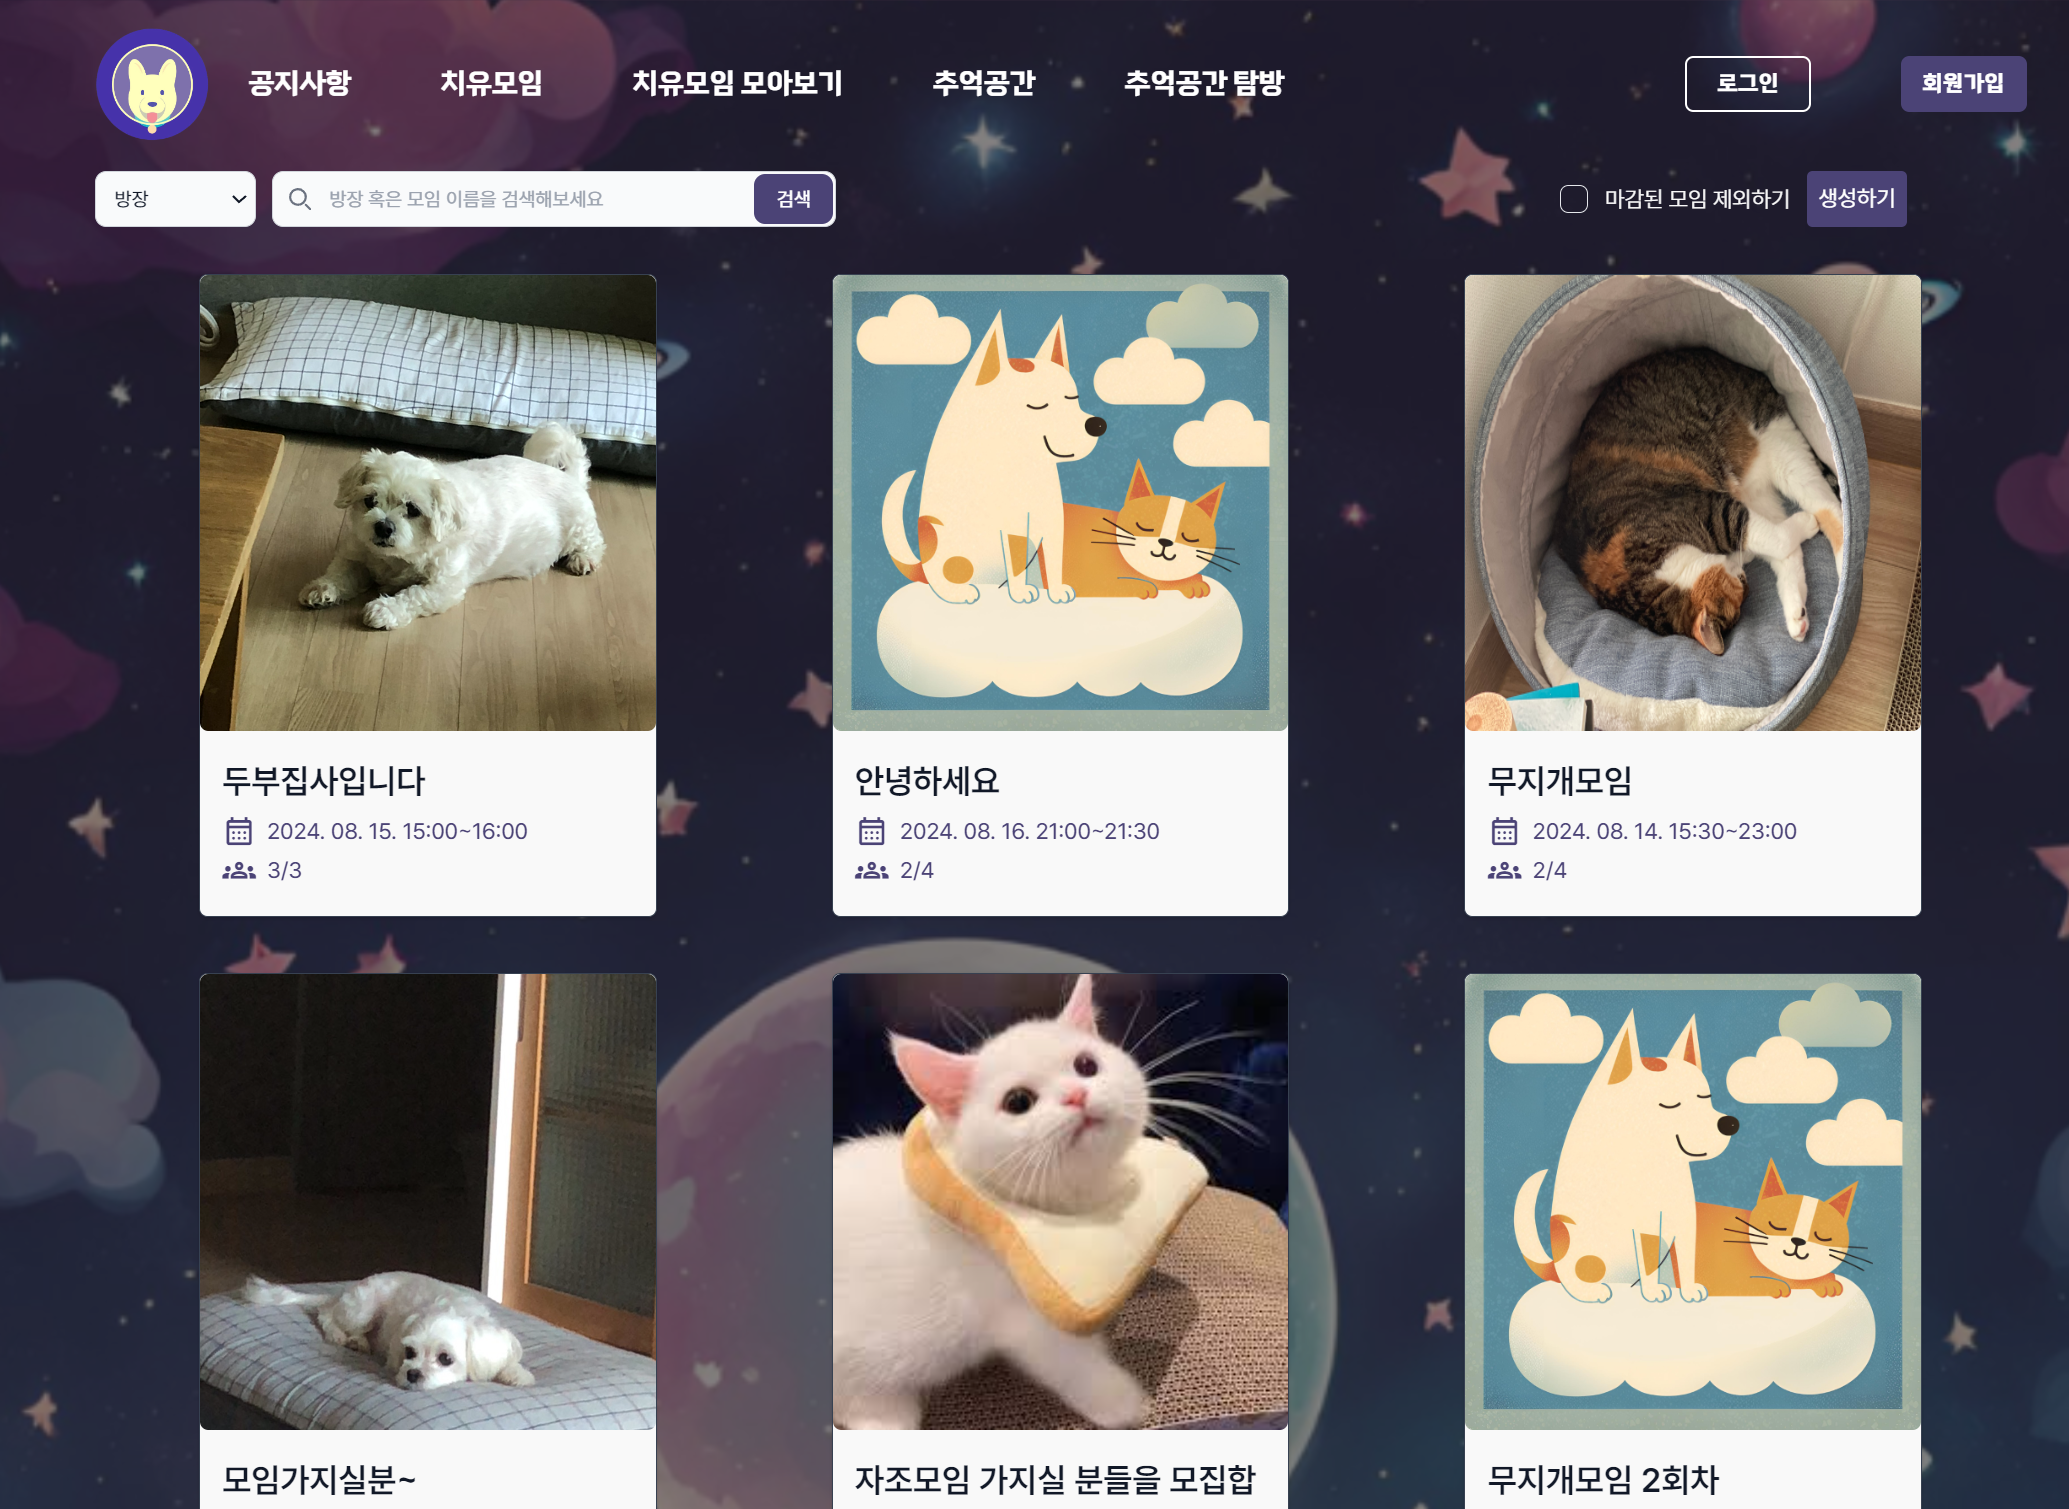 공지사항
치유모임
치유모임 모아보기
추억공간
추억공간 탐방
로그인
회원가입
방장
방장 혹은 모임 이름을 검색해보세요
검색
마감된 모임 제외하기
생성하기
두부집사입니다
2024. 08. 15. 15:00~16:00
3/3
안녕하세요
2024. 08. 16. 21:00~21:30
2/4
무지개모임
2024. 08. 14. 15:30~23:00
2/4
모임가지실분~
자조모임 가지실 분들을 모집합
무지개모임 2회차